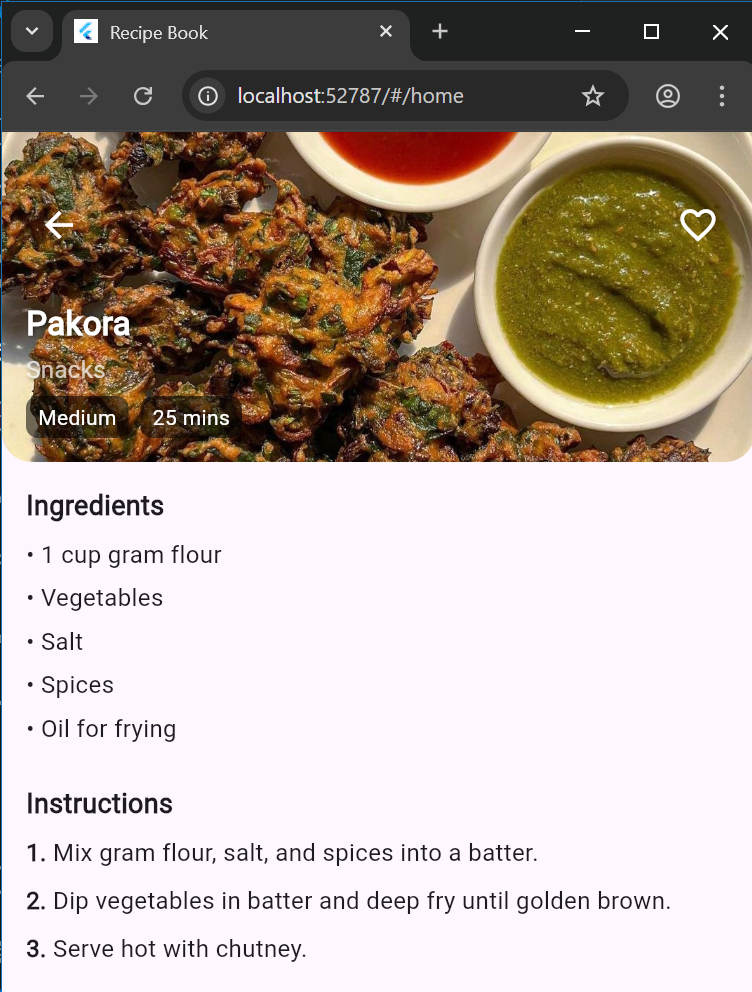 Recipe Book
localhost:52787/#/home
Pakora
Snacks
Medium 25 mins
Ingredients
• 1 cup gram flour
• Vegetables
• Salt
• Spices
• Oil for frying
Instructions
1. Mix gram flour, salt, and spices into a batter.
2. Dip vegetables in batter and deep fry until golden brown.
3. Serve hot with chutney.